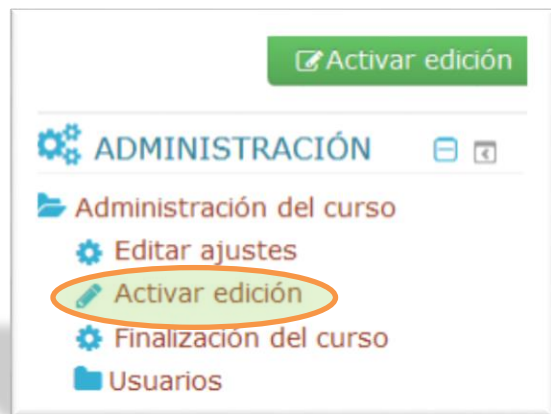 Activar edición
ADMINISTRACIÓN
Administración del curso
Editar ajustes
Activar edición
Finalización del curso
Usuarios